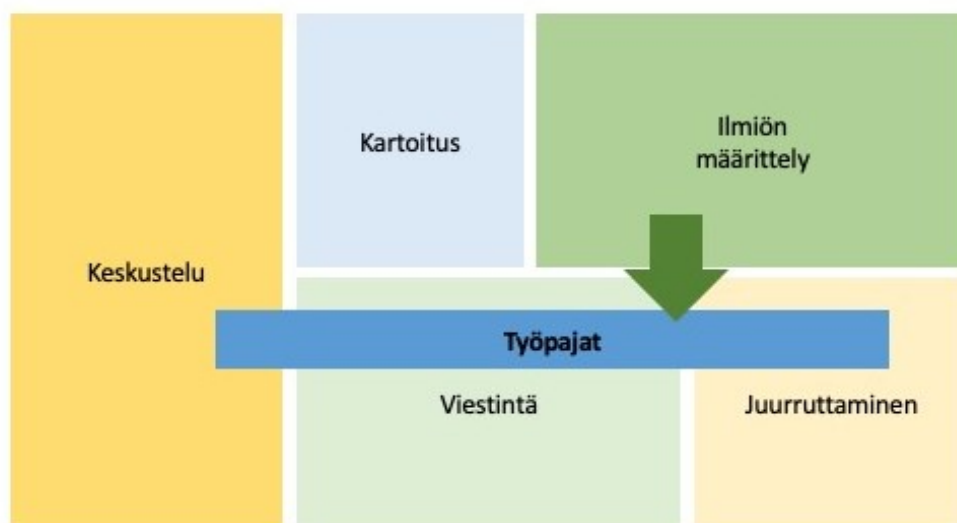 Keskustelu
Kartoitus
Ilmiön
määrittely
Työpajat
Viestintä
Juurruttaminen